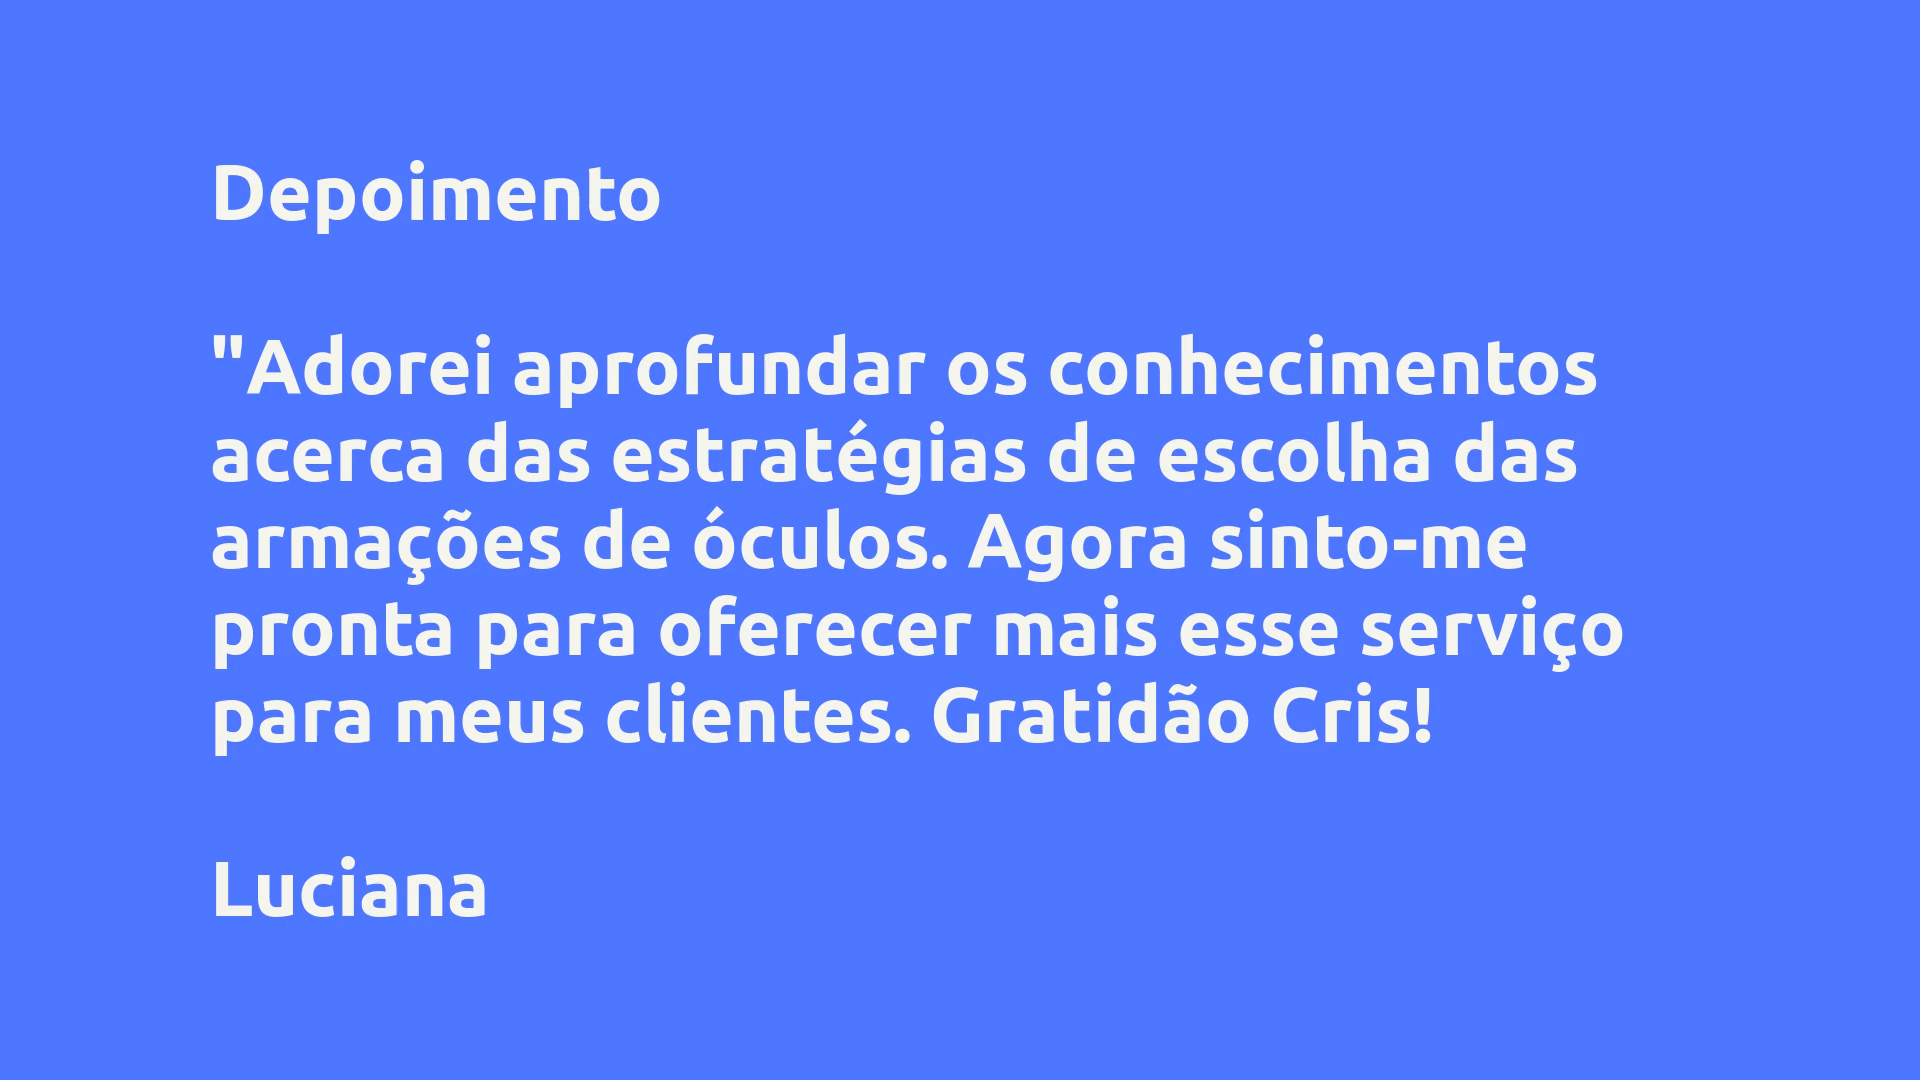 Depoimento
"Adorei aprofundar os conhecimentos
acerca das estratégias de escolha das
armações de óculos. Agora sinto-me
pronta para oferecer mais esse serviço
para meus clientes. Gratidão Cris!
Luciana